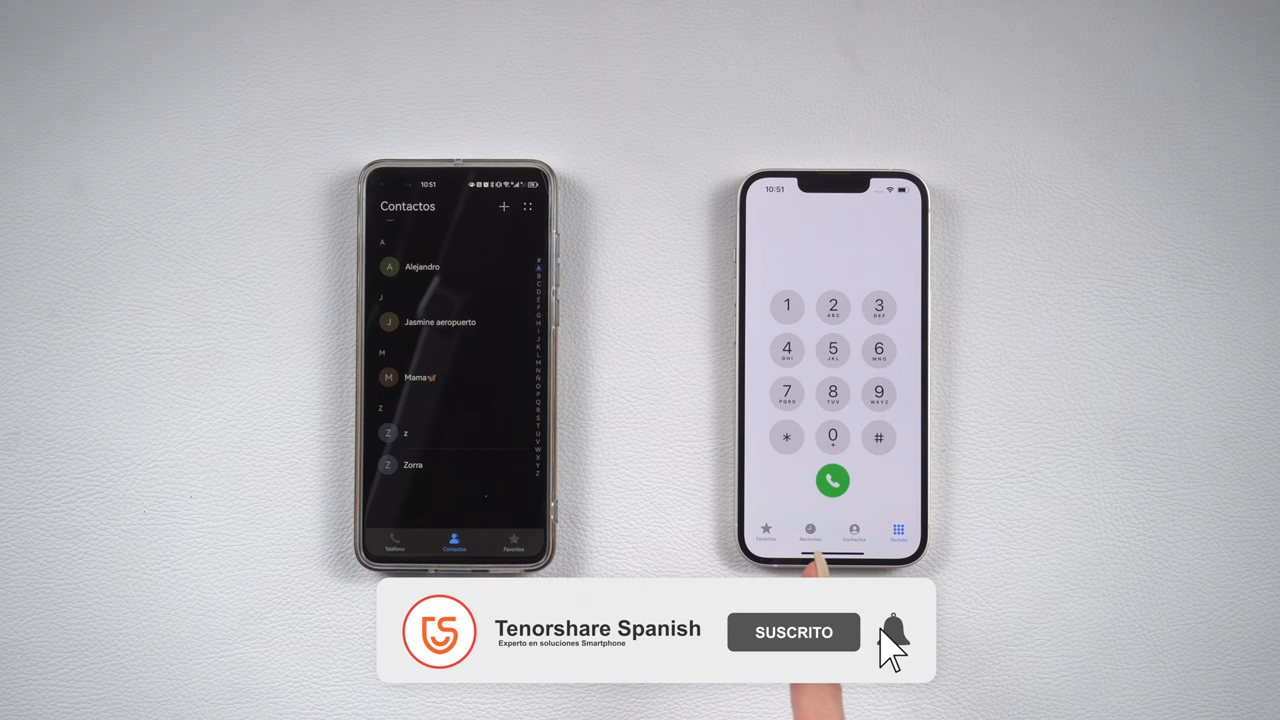 10:51
Contactos
A
A Alejandro
J
J Jasmine aeropuerto
M
M Mama🦋
Z
Z z
Z Zorra
#
A
B
C
D
E
F
G
H
I
J
K
L
M
N
Ñ
O
P
Q
R
S
T
U
V
W
X
Y
Z
Teléfono Contactos Favoritos
10:51
1 2 3
ABC DEF
4 5 6
GHI JKL MNO
7 8 9
PQRS TUV WXYZ
* 0 #
+
Favoritos Recientes Contactos Teclado
TS
Tenorshare Spanish
Experto en soluciones Smartphone
SUSCRITO